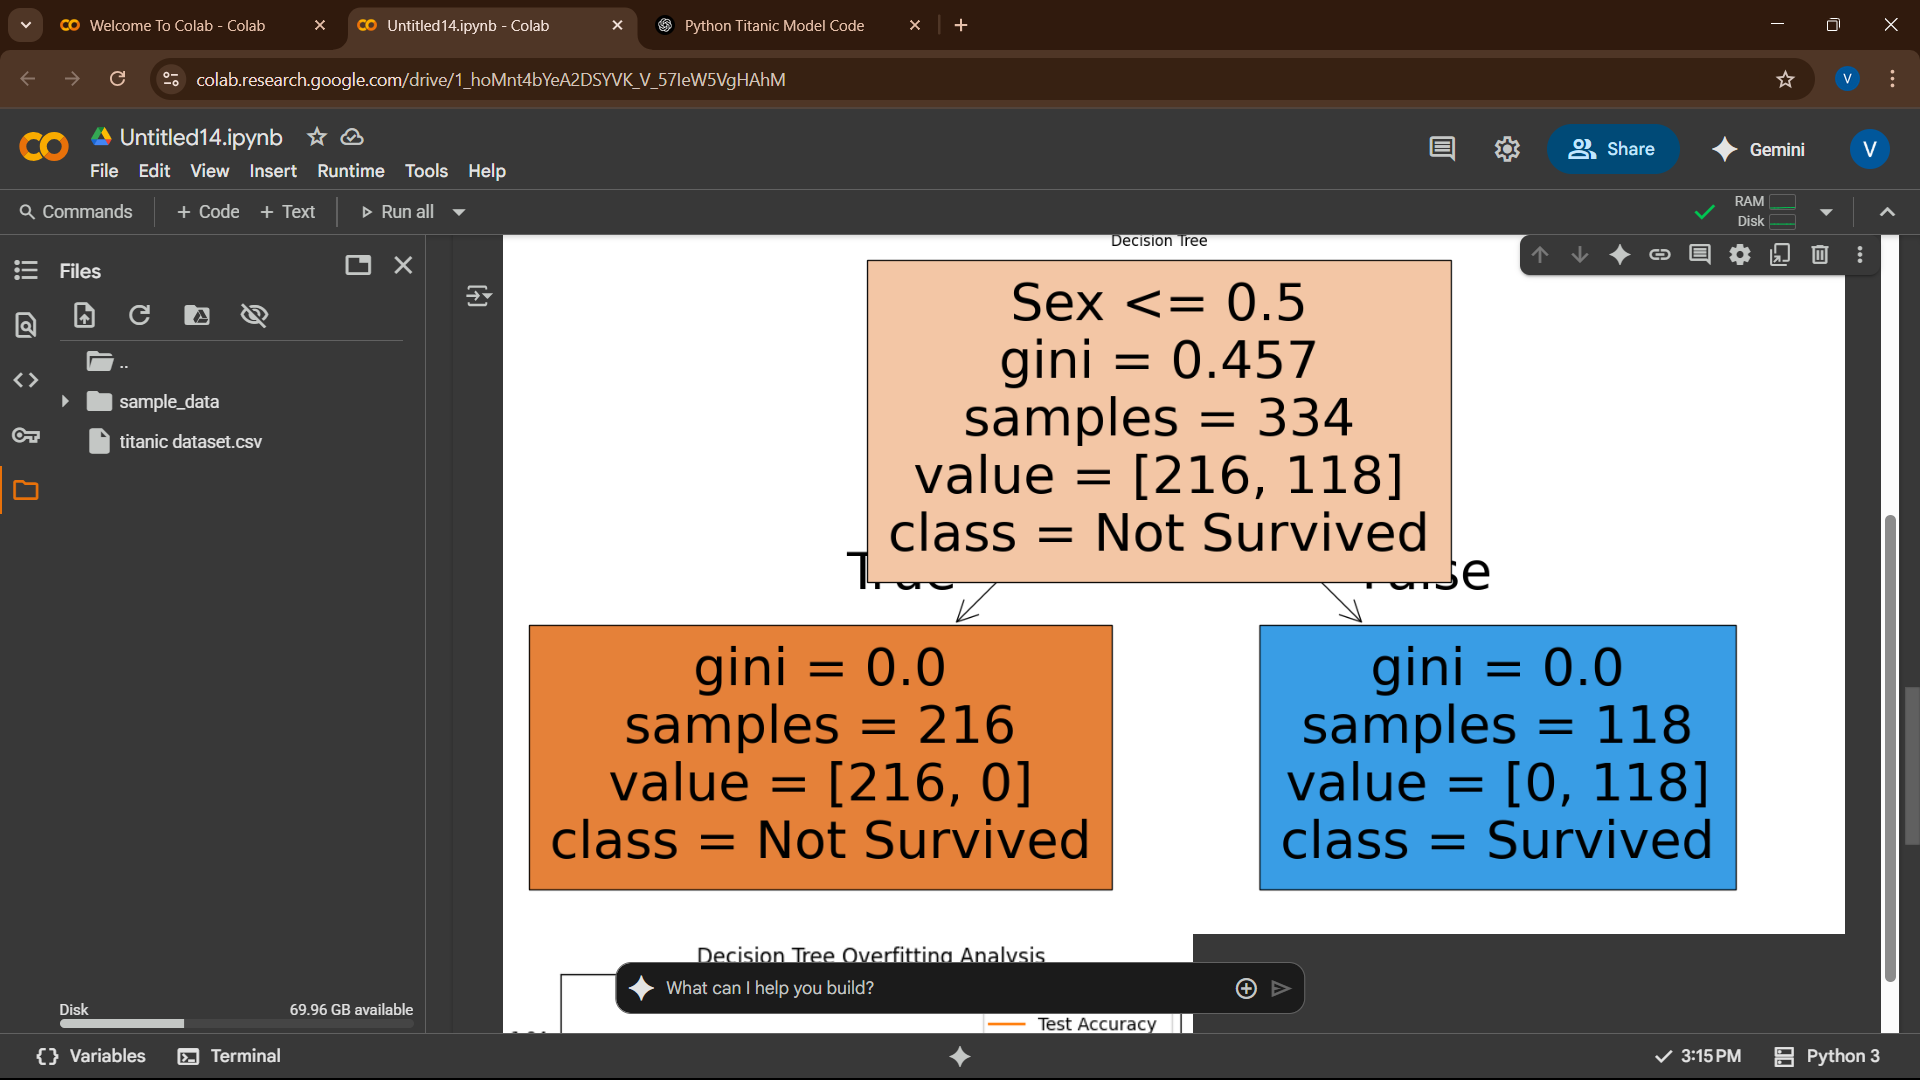 Welcome To Colab - Colab
Untitled14.ipynb - Colab
Python Titanic Model Code
colab.research.google.com/drive/1_hoMnt4bYeA2DSYVK_V_57IeW5VgHAhM
V
Untitled14.ipynb
File Edit View Insert Runtime Tools Help
Share
Gemini
V
Commands
+ Code
+ Text
Run all
RAM
Disk
Files
..
sample_data
titanic dataset.csv
Disk
69.96 GB available
Decision Tree
Sex <= 0.5
gini = 0.457
samples = 334
value = [216, 118]
class = Not Survived
True
False
gini = 0.0
samples = 216
value = [216, 0]
class = Not Survived
gini = 0.0
samples = 118
value = [0, 118]
class = Survived
Decision Tree Overfitting Analysis
What can I help you build?
Test Accuracy
Variables
Terminal
3:15 PM
Python 3